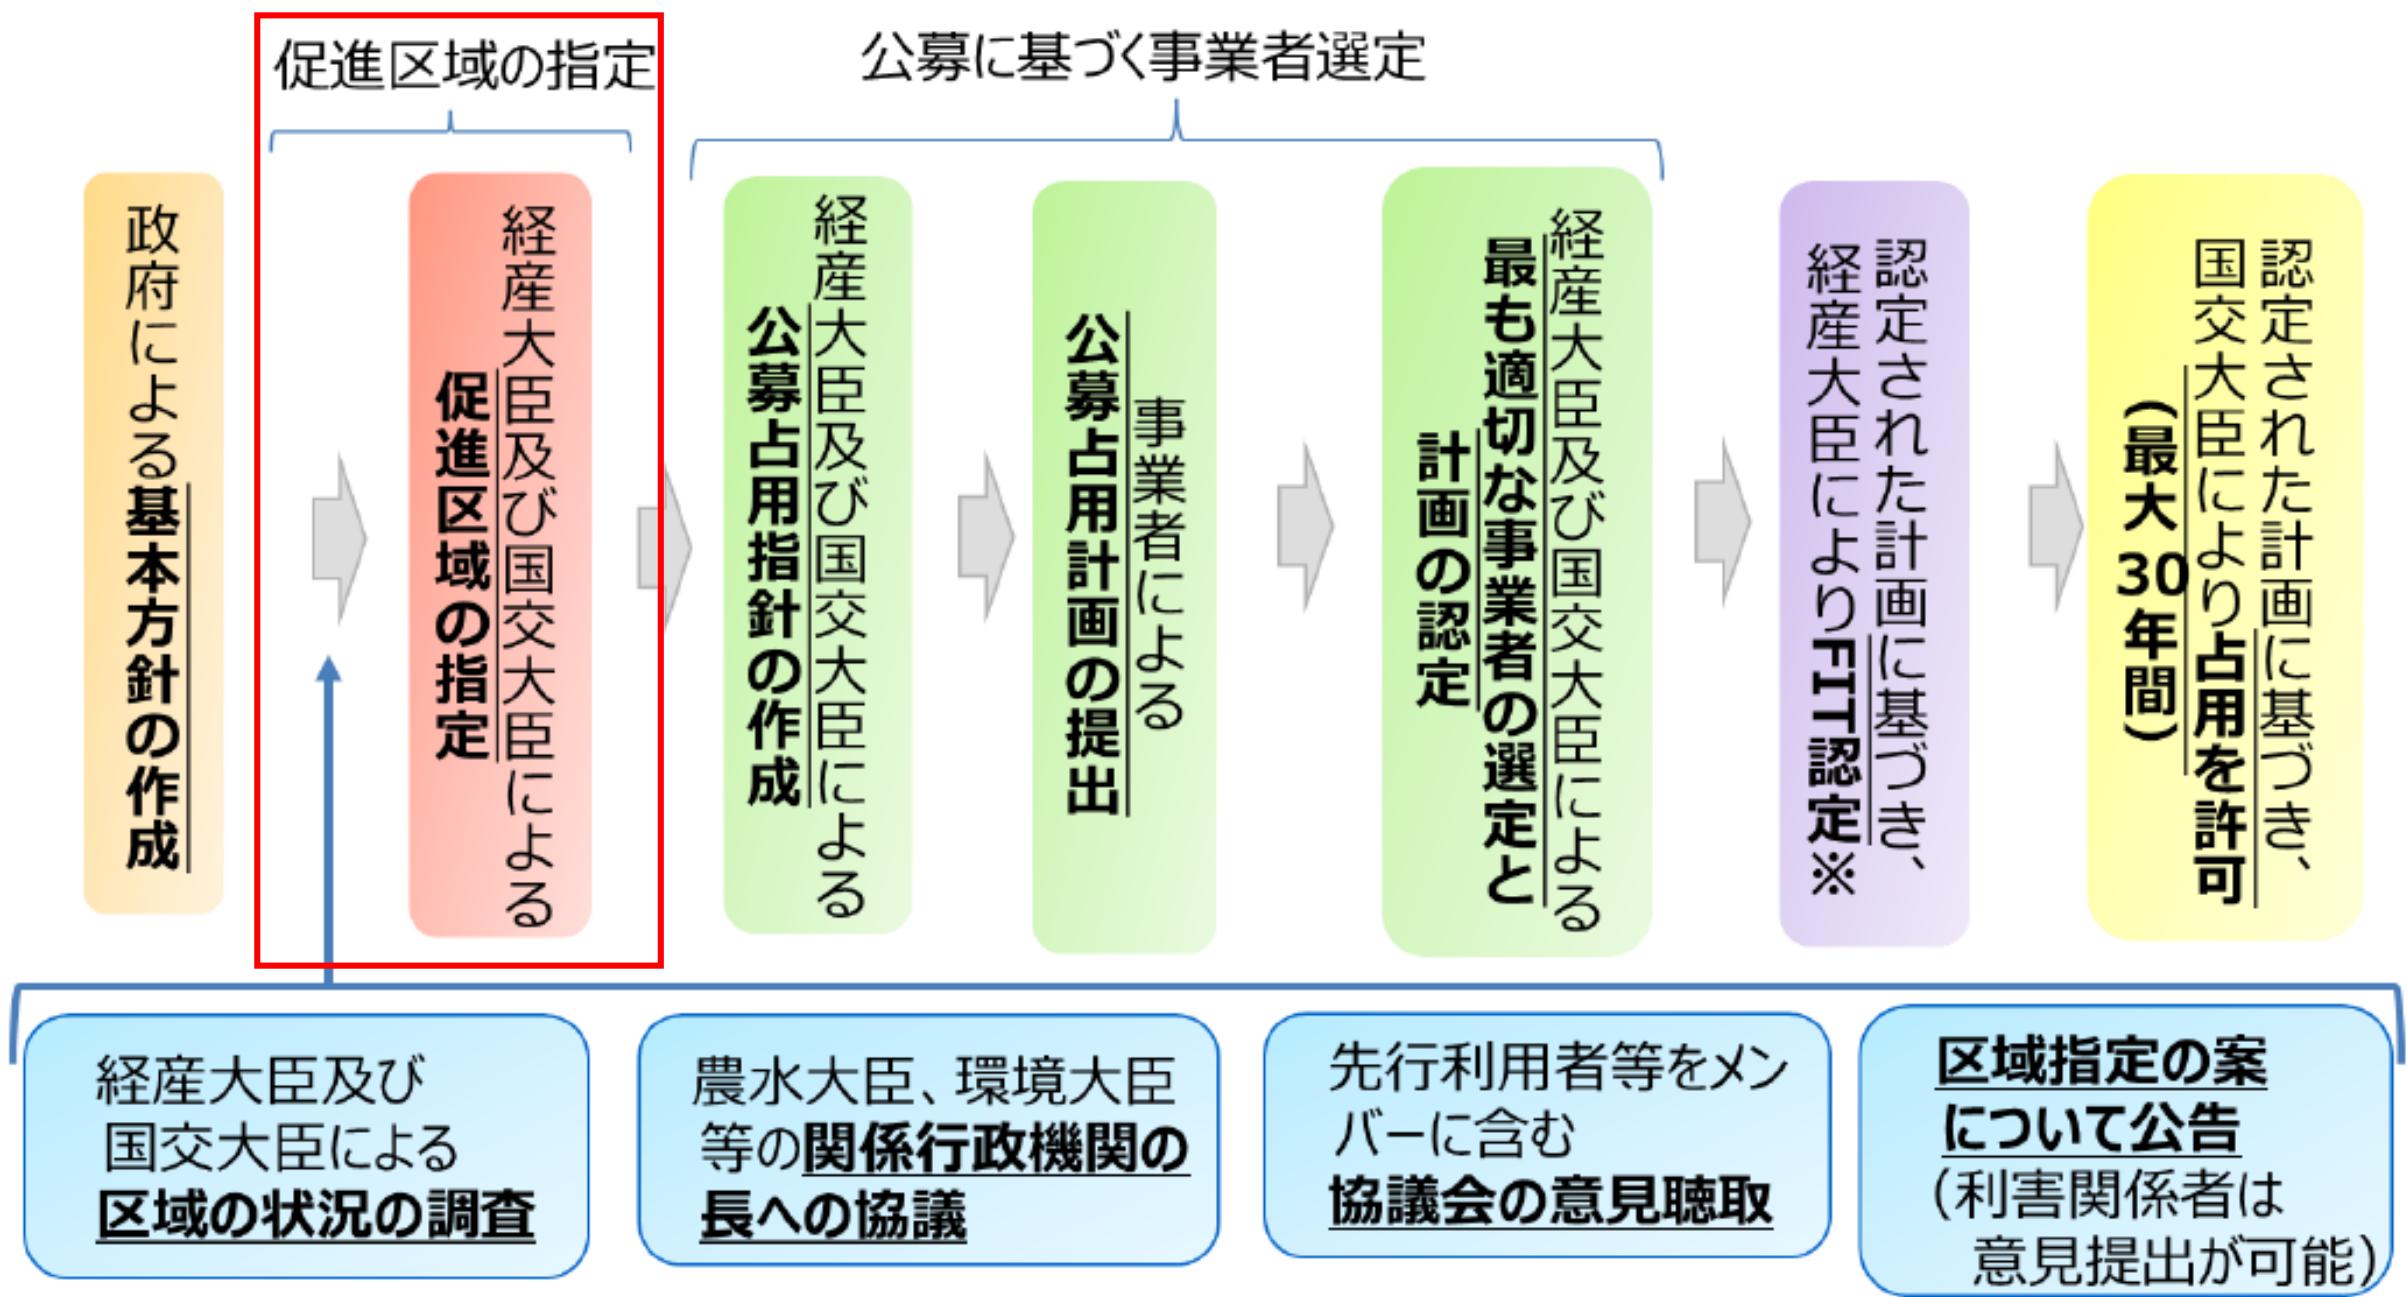 促進区域の指定
公募に基づく事業者選定
政府による基本方針の作成
経産大臣及び国交大臣による
促進区域の指定
経産大臣及び国交大臣による
公募占用指針の作成
事業者による
公募占用計画の提出
経産大臣及び国交大臣による
最も適切な事業者の選定と
計画の認定
認定された計画に基づき、
経産大臣によりFIT認定※
認定された計画に基づき、
国交大臣により占用を許可
(最大30年間)
経産大臣及び
国交大臣による
区域の状況の調査
農水大臣、環境大臣
等の関係行政機関の
長への協議
先行利用者等をメン
バーに含む
協議会の意見聴取
区域指定の案
について公告
(利害関係者は
意見提出が可能)